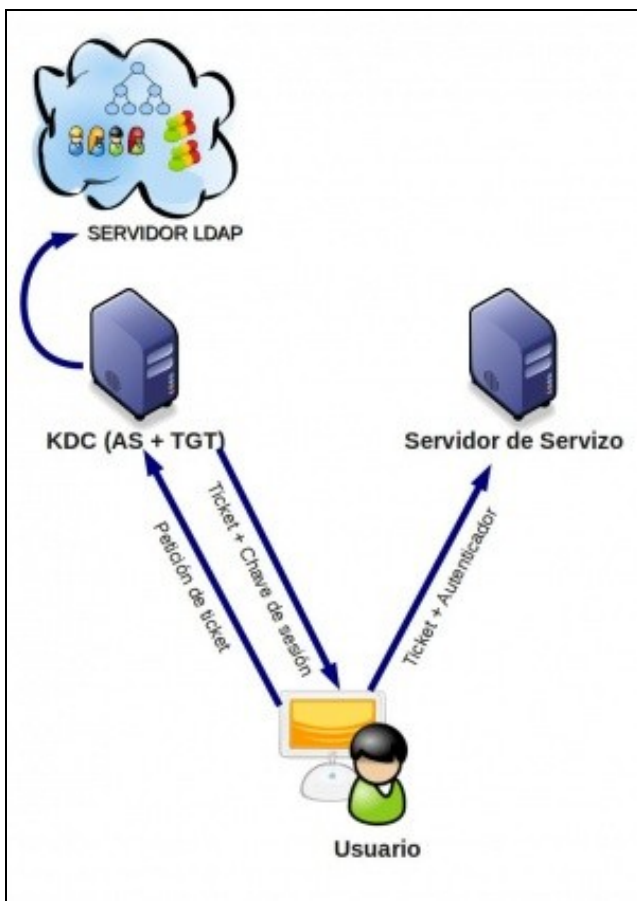 SERVIDOR LDAP
KDC (AS + TGT)
Servidor de Servizo
Petición de ticket
Ticket + Chave de sesión
Ticket + Autenticador
Usuario